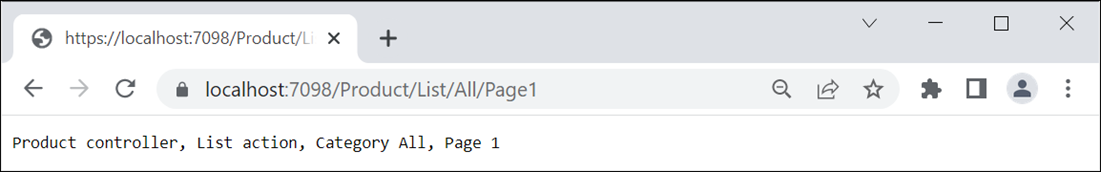 https://localhost:7098/Product/Li
localhost:7098/Product/List/All/Page1
Product controller, List action, Category All, Page 1